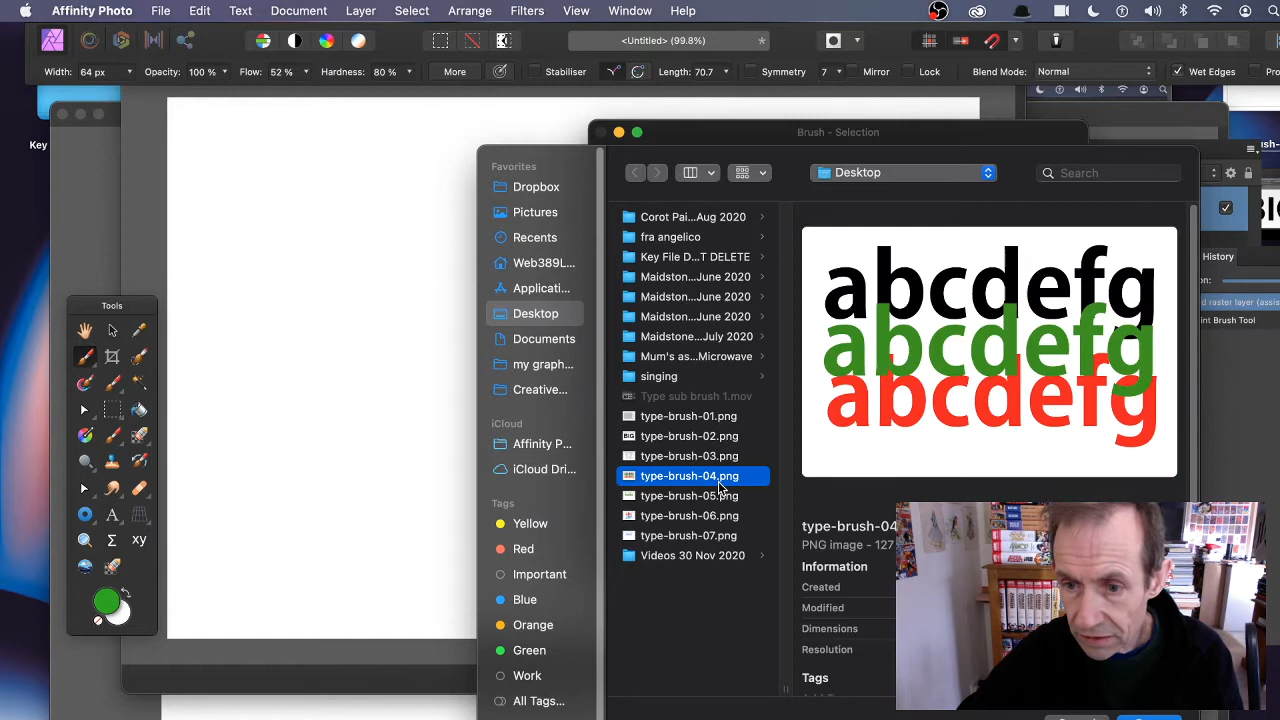 Affinity Photo File Edit Text Document Layer Select Arrange Filters View Window Help
<Untitled> (99.8%) *
Width: 64 px Opacity: 100 % Flow: 52 % Hardness: 80 % More Stabiliser Length: 70.7 Symmetry 7 Mirror Lock Blend Mode: Normal Wet Edges
Key
Brush - Selection
Desktop
Search
Favorites
Dropbox
Pictures
Recents
Web389L...
Applicati...
Desktop
Documents
my graph...
Creative...
iCloud
Affinity P...
iCloud Dri...
Tags
Yellow
Red
Important
Blue
Orange
Green
Work
All Tags...
Corot Pai...Aug 2020
fra angelico
Key File D...T DELETE
Maidston...June 2020
Maidston...June 2020
Maidston...June 2020
Maidstone...July 2020
Mum's as...Microwave
singing
Type sub brush 1.mov
type-brush-01.png
type-brush-02.png
type-brush-03.png
type-brush-04.png
type-brush-05.png
type-brush-06.png
type-brush-07.png
Videos 30 Nov 2020
abcdefg
abcdefg
abcdefg
type-brush-04
PNG image - 127
Information
Created
Modified
Dimensions
Resolution
Tags
Tools
A
Σ xy
History
d raster layer (assis
int Brush Tool